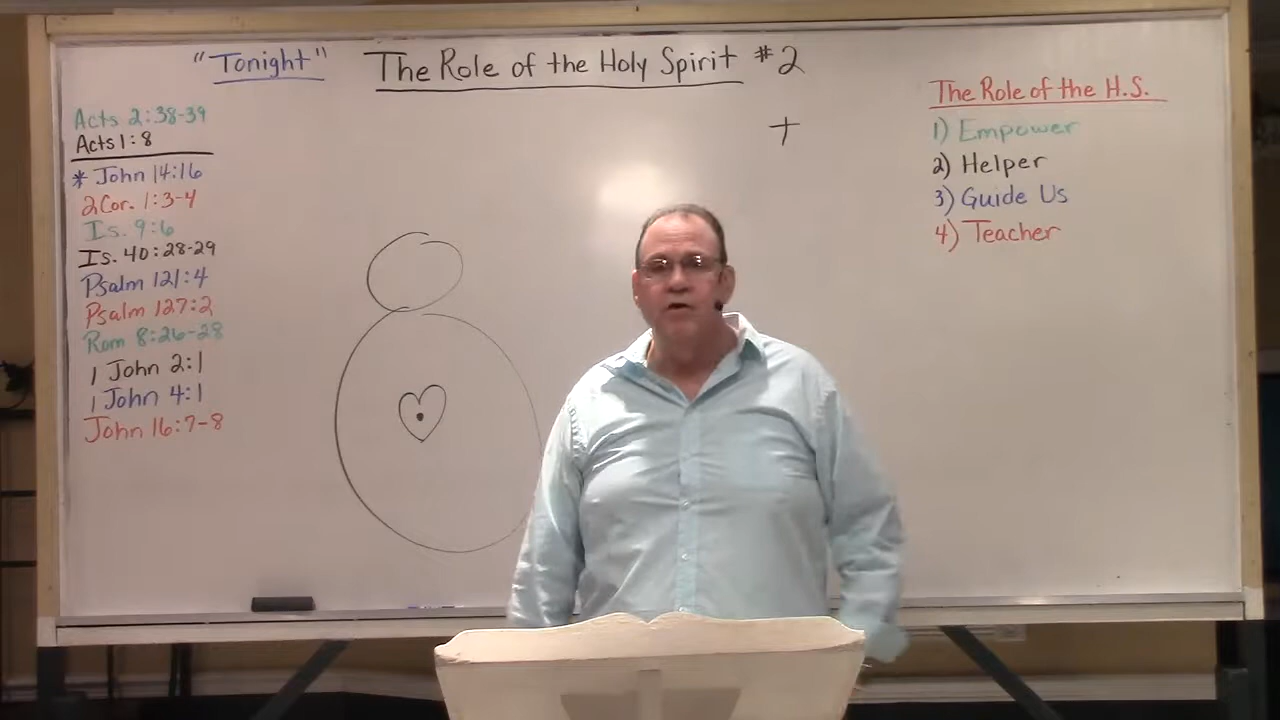 "Tonight" The Role of the Holy Spirit #2
Acts 2:38-39
Acts 1:8
* John 14:16
2 Cor. 1:3-4
Is. 9:6
Is. 40:28-29
Psalm 121:4
Psalm 127:2
Rom 8:26-28
1 John 2:1
1 John 4:1
John 16:7-8
The Role of the H.S.
1) Empower
2) Helper
3) Guide Us
4) Teacher